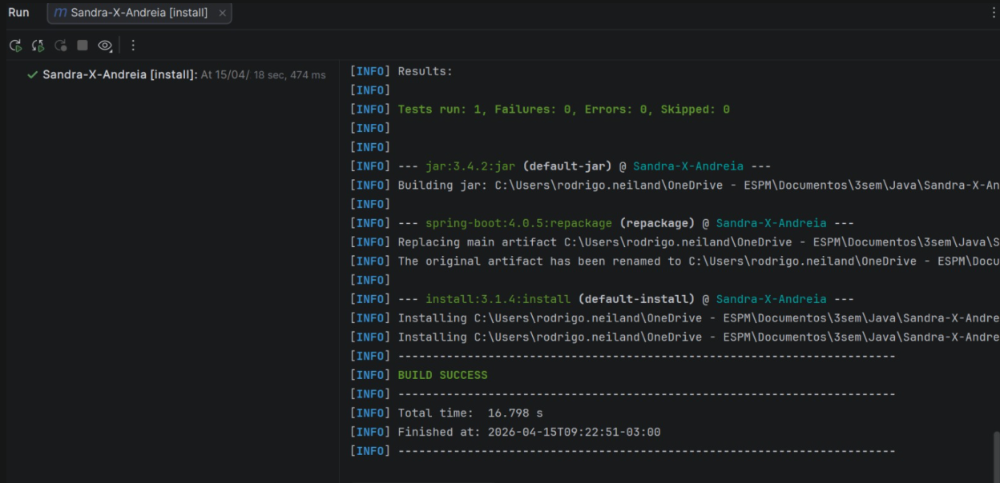 Run
Sandra-X-Andreia [install]
Sandra-X-Andreia [install]: At 15/04/ 18 sec, 474 ms
[INFO] Results:
[INFO]
[INFO] Tests run: 1, Failures: 0, Errors: 0, Skipped: 0
[INFO]
[INFO]
[INFO] --- jar:3.4.2:jar (default-jar) @ Sandra-X-Andreia ---
[INFO] Building jar: C:\Users\rodrigo.neiland\OneDrive - ESPM\Documentos\3sem\Java\Sandra-X-An
[INFO]
[INFO] --- spring-boot:4.0.5:repackage (repackage) @ Sandra-X-Andreia ---
[INFO] Replacing main artifact C:\Users\rodrigo.neiland\OneDrive - ESPM\Documentos\3sem\Java\S
[INFO] The original artifact has been renamed to C:\Users\rodrigo.neiland\OneDrive - ESPM\Docu
[INFO]
[INFO] --- install:3.1.4:install (default-install) @ Sandra-X-Andreia ---
[INFO] Installing C:\Users\rodrigo.neiland\OneDrive - ESPM\Documentos\3sem\Java\Sandra-X-Andre
[INFO] Installing C:\Users\rodrigo.neiland\OneDrive - ESPM\Documentos\3sem\Java\Sandra-X-Andre
[INFO] ------------------------------------------------------------------------
[INFO] BUILD SUCCESS
[INFO] ------------------------------------------------------------------------
[INFO] Total time:  16.798 s
[INFO] Finished at: 2026-04-15T09:22:51-03:00
[INFO] ------------------------------------------------------------------------